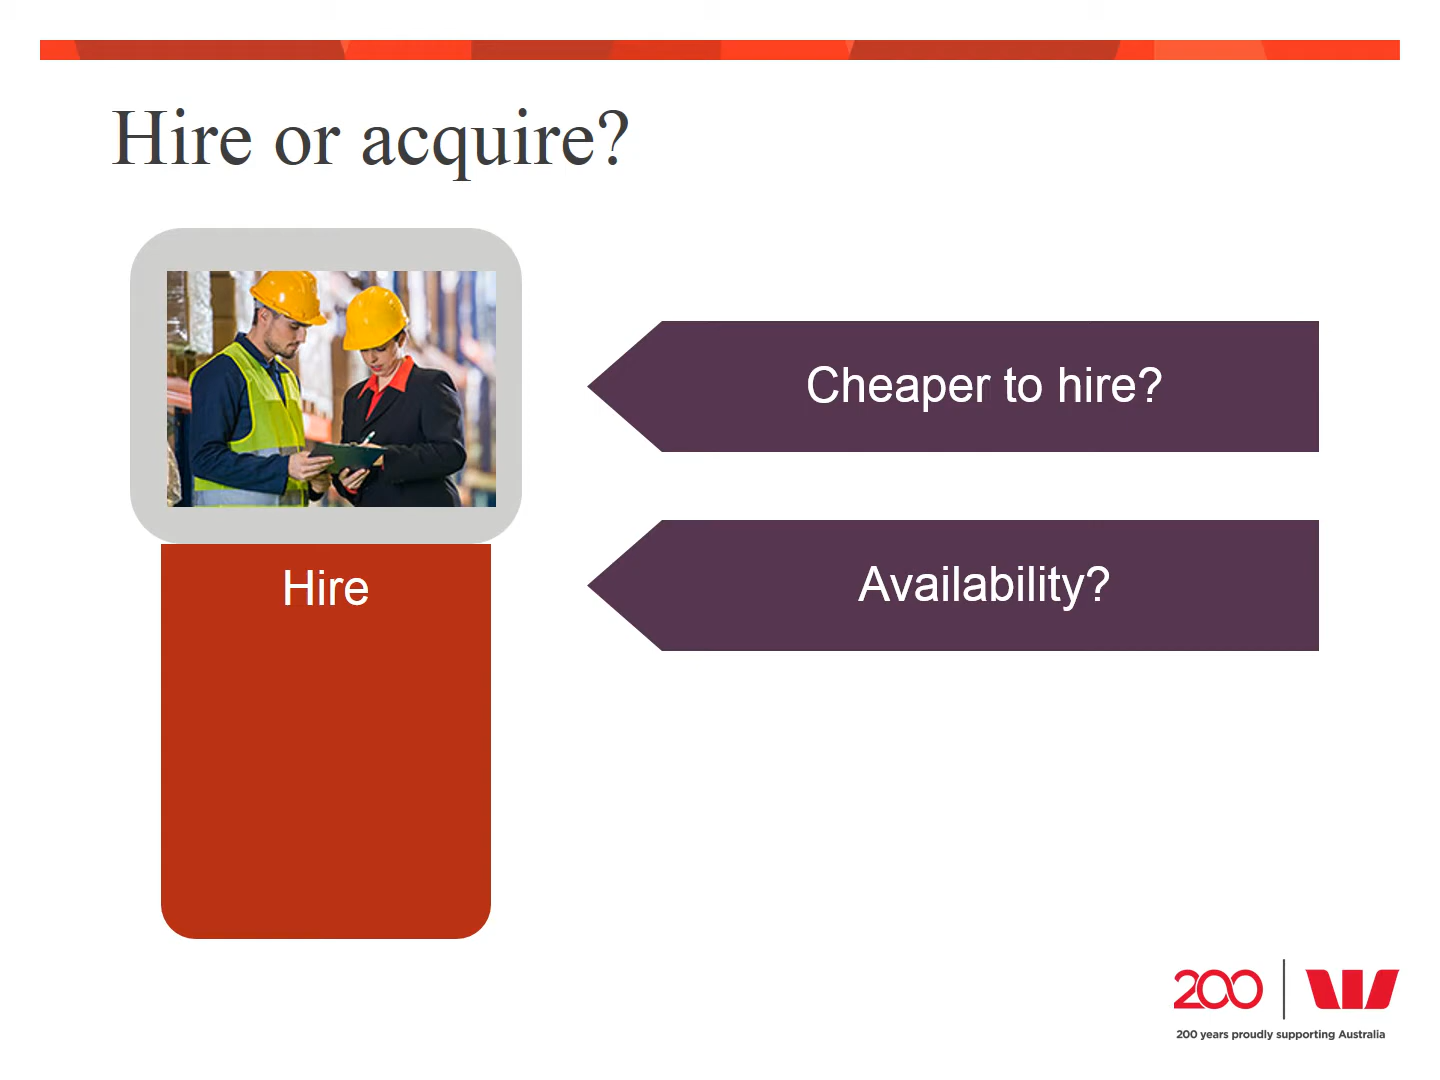 Hire or acquire?
Cheaper to hire?
Hire
Availability?
200
200 years proudly supporting Australia